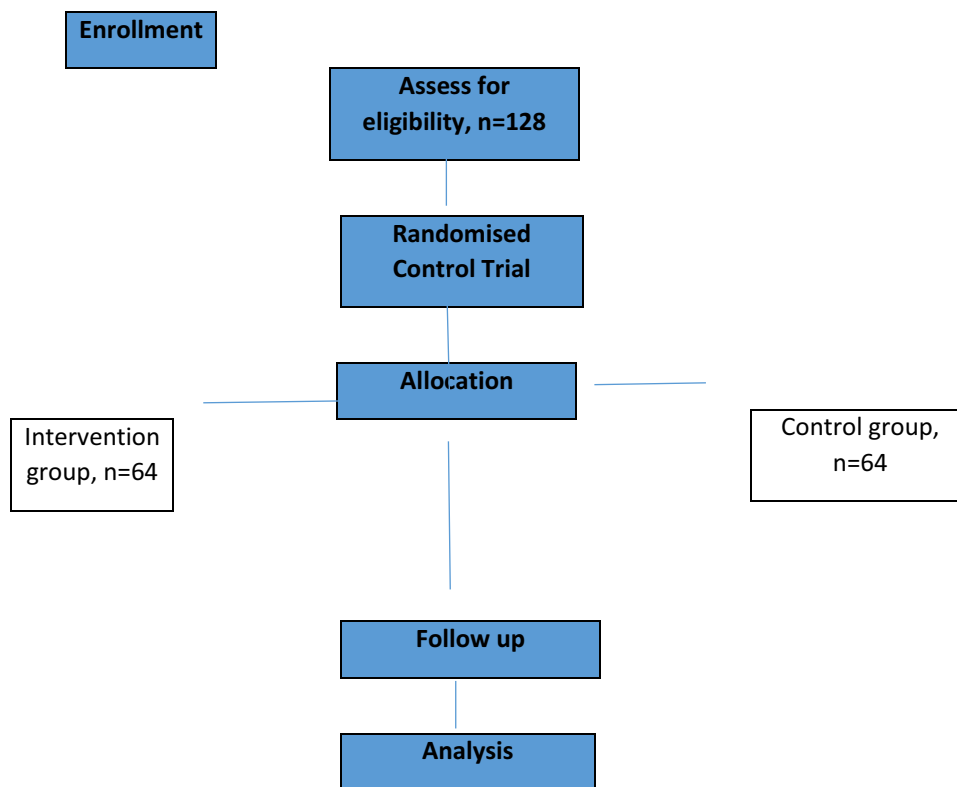 Enrollment
Assess for
eligibility, n=128
Randomised
Control Trial
Allocation
Intervention
group, n=64
Control group,
n=64
Follow up
Analysis